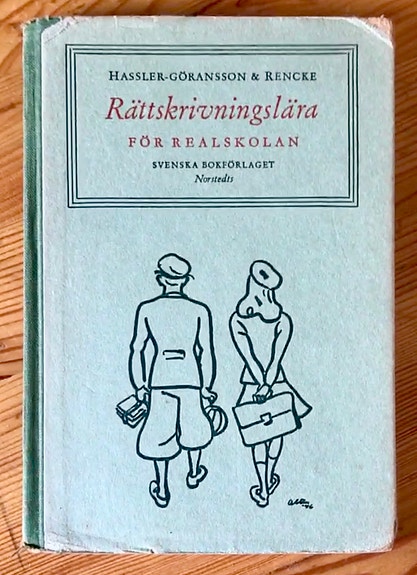 HASSLER-GÖRANSSON & RENCKE
Rättskrivningslära
FÖR REALSKOLAN
SVENSKA BOKFÖRLAGET
Norstedts